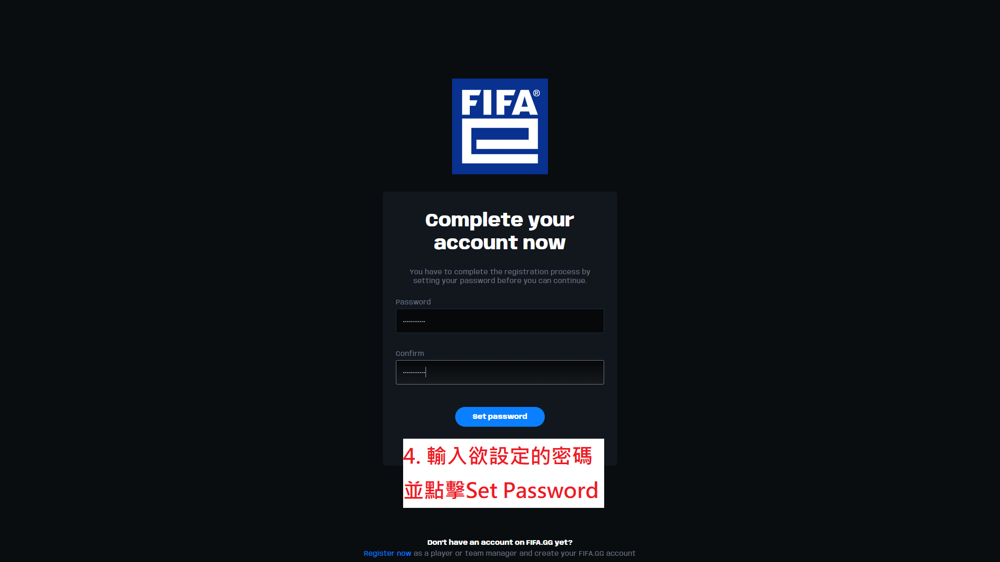 FIFA®
e
Complete your
account now
You have to complete the registration process by
setting your password before you can continue.
Password
Confirm
Set password
4. 輸入欲設定的密碼
並點擊Set Password
Don't have an account on FIFA.GG yet?
Register now as a player or team manager and create your FIFA.GG account